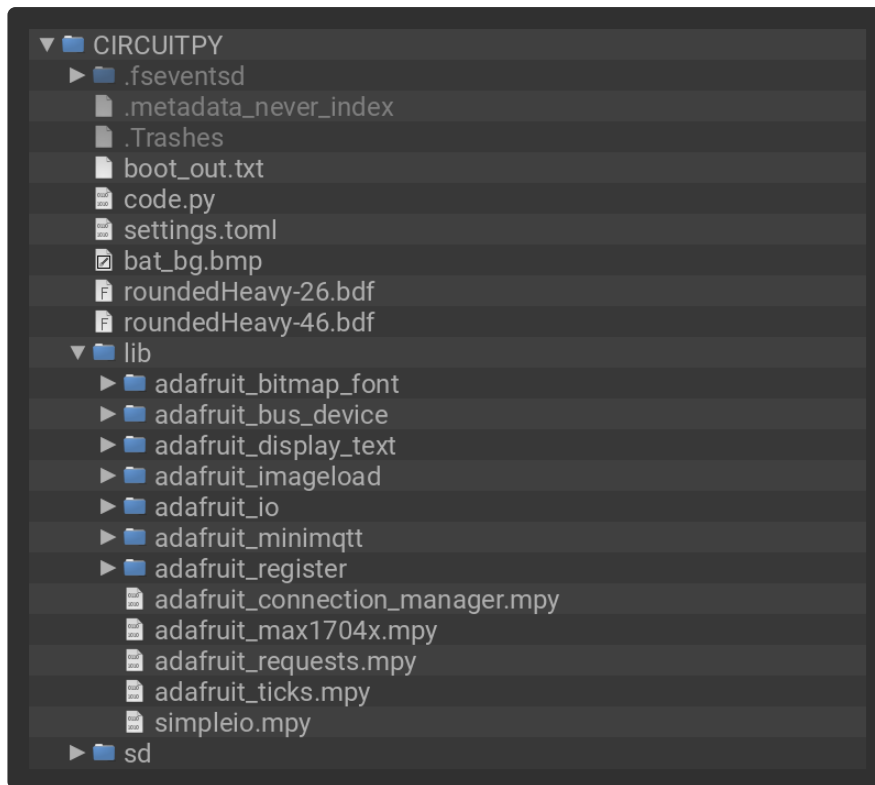 CIRCUITPY
.fseventsd
.metadata_never_index
.Trashes
boot_out.txt
code.py
settings.toml
bat_bg.bmp
roundedHeavy-26.bdf
roundedHeavy-46.bdf
lib
adafruit_bitmap_font
adafruit_bus_device
adafruit_display_text
adafruit_imageload
adafruit_io
adafruit_minimqtt
adafruit_register
adafruit_connection_manager.mpy
adafruit_max1704x.mpy
adafruit_requests.mpy
adafruit_ticks.mpy
simpleio.mpy
sd